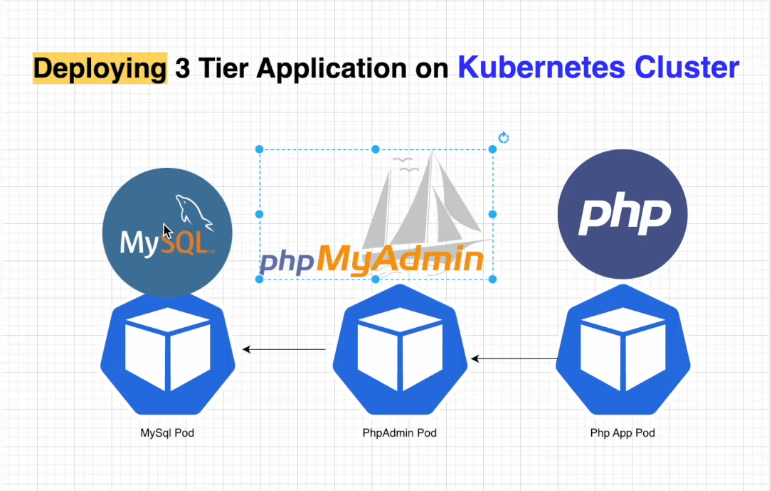 Deploying 3 Tier Application on Kubernetes Cluster
MySQL
phpMyAdmin
php
MySql Pod
PhpAdmin Pod
Php App Pod